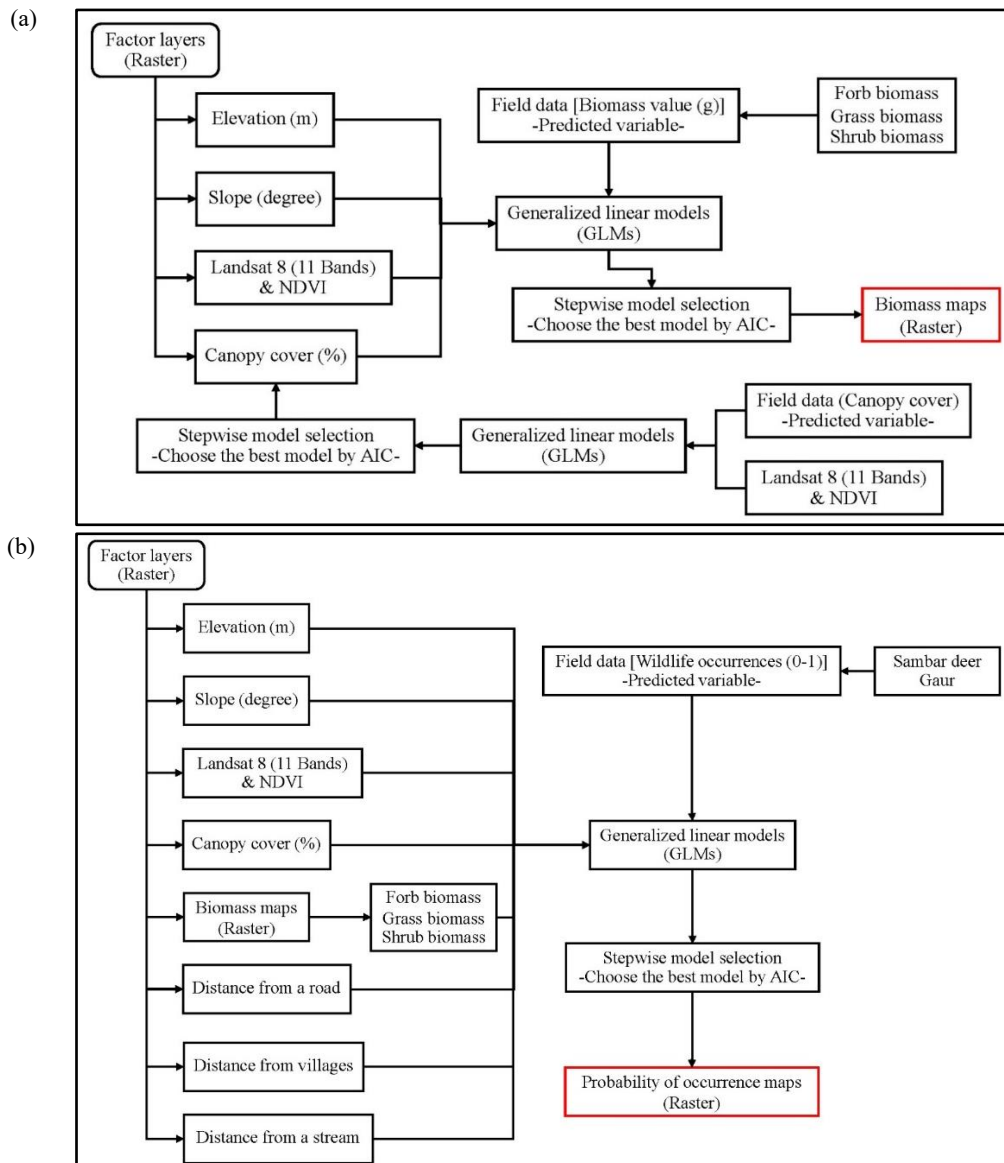 (a)
Factor layers
(Raster)
Elevation (m)
Slope (degree)
Landsat 8 (11 Bands)
& NDVI
Canopy cover (%)
Field data [Biomass value (g)]
-Predicted variable-
Forb biomass
Grass biomass
Shrub biomass
Generalized linear models
(GLMs)
Stepwise model selection
-Choose the best model by AIC-
Biomass maps
(Raster)
Stepwise model selection
-Choose the best model by AIC-
Generalized linear models
(GLMs)
Field data (Canopy cover)
-Predicted variable-
Landsat 8 (11 Bands)
& NDVI
(b)
Factor layers
(Raster)
Elevation (m)
Slope (degree)
Landsat 8 (11 Bands)
& NDVI
Canopy cover (%)
Biomass maps
(Raster)
Forb biomass
Grass biomass
Shrub biomass
Distance from a road
Distance from villages
Distance from a stream
Field data [Wildlife occurrences (0-1)]
-Predicted variable-
Sambar deer
Gaur
Generalized linear models
(GLMs)
Stepwise model selection
-Choose the best model by AIC-
Probability of occurrence maps
(Raster)